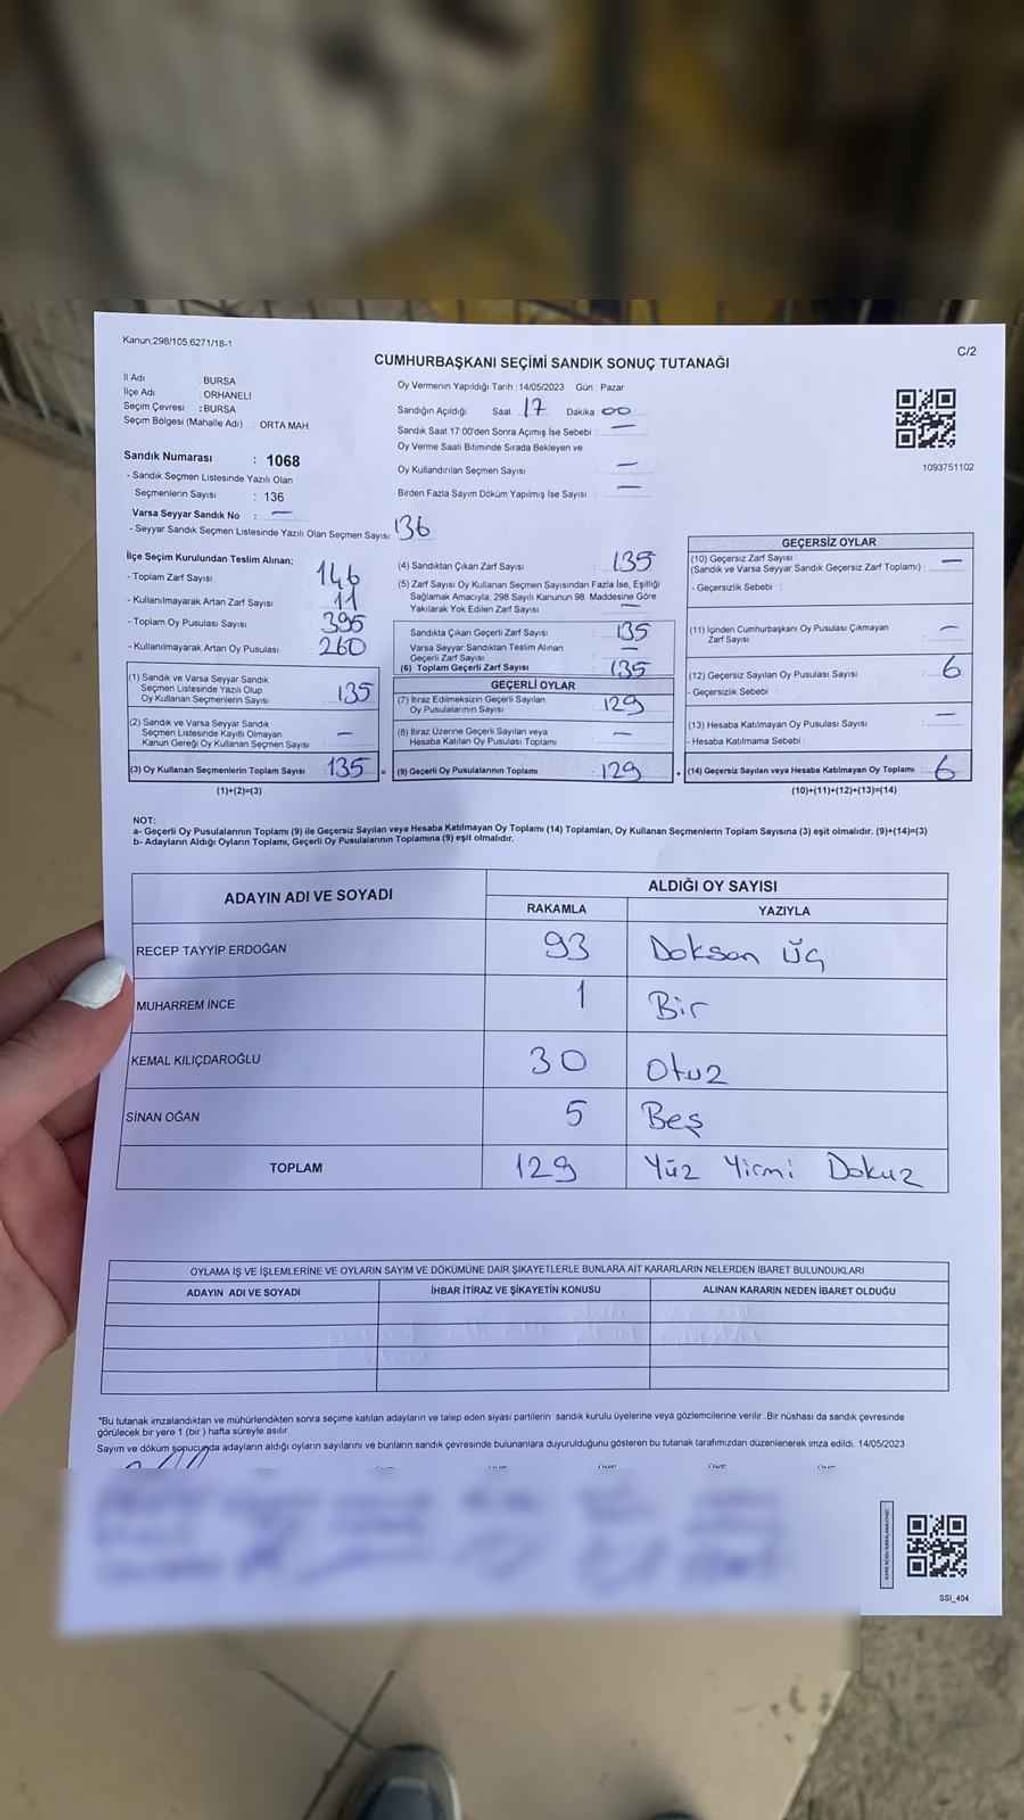 Kanun:298/105,6271/18-1
C/2
CUMHURBAŞKANI SEÇİMİ SANDIK SONUÇ TUTANAĞI
İl Adı BURSA
İlçe Adı ORHANELİ
Seçim Çevresi : BURSA
Seçim Bölgesi (Mahalle Adı) ORTA MAH
Sandık Numarası : 1068
- Sandık Seçmen Listesinde Yazılı Olan
Seçmenlerin Sayısı : 136
Varsa Seyyar Sandık No : —
- Seyyar Sandık Seçmen Listesinde Yazılı Olan Seçmen Sayısı 136
Oy Vermenin Yapıldığı Tarih : 14/05/2023 Gün : Pazar
Sandığın Açıldığı Saat 17 Dakika 00
Sandık Saat 17:00'den Sonra Açımış İse Sebebi : —
Oy Verme Saati Bitiminde Sırada Bekleyen ve
Oy Kullandırılan Seçmen Sayısı —
Birden Fazla Sayım Döküm Yapılmış İse Sayısı —
1093751102
İlçe Seçim Kurulundan Teslim Alınan:
- Toplam Zarf Sayısı 146
- Kullanılmayarak Artan Zarf Sayısı 11
- Toplam Oy Pusulası Sayısı 395
- Kullanılmayarak Artan Oy Pusulası 260
(1) Sandık ve Varsa Seyyar Sandık
Seçmen Listesinde Yazılı Olup
Oy Kullanan Seçmenlerin Sayısı 135
(2) Sandık ve Varsa Seyyar Sandık
Seçmen Listesinde Kayıtlı Olmayan
Kanun Gereği Oy Kullanan Seçmen Sayısı —
(3) Oy Kullanan Seçmenlerin Toplam Sayısı 135
(1)+(2)=(3)
(4) Sandıktan Çıkan Zarf Sayısı 135
(5) Zarf Sayısı Oy Kullanan Seçmen Sayısından Fazla İse, Eşitliği
Sağlamak Amacıyla, 298 Sayılı Kanunun 98. Maddesine Göre
Yakılarak Yok Edilen Zarf Sayısı —
Sandıkta Çıkan Geçerli Zarf Sayısı 135
Varsa Seyyar Sandıktan Teslim Alınan
Geçerli Zarf Sayısı —
(6) Toplam Geçerli Zarf Sayısı 135
GEÇERLİ OYLAR
(7) İtiraz Edilmeksizin Geçerli Sayılan
Oy Pusulalarının Sayısı 129
(8) İtiraz Üzerine Geçerli Sayılan veya
Hesaba Katılan Oy Pusulası Toplamı —
= (9) Geçerli Oy Pusulalarının Toplamı 129
GEÇERSİZ OYLAR
(10) Geçersiz Zarf Sayısı
(Sandık ve Varsa Seyyar Sandık Geçersiz Zarf Toplamı) : —
- Geçersizlik Sebebi :
(11) İçinden Cumhurbaşkanı Oy Pusulası Çıkmayan
Zarf Sayısı —
(12) Geçersiz Sayılan Oy Pusulası Sayısı 6
- Geçersizlik Sebebi
(13) Hesaba Katılmayan Oy Pusulası Sayısı —
Hesaba Katılmama Sebebi
+ (14) Geçersiz Sayılan veya Hesaba Katılmayan Oy Toplamı 6
(10)+(11)+(12)+(13)=(14)
NOT:
a- Geçerli Oy Pusulalarının Toplamı (9) ile Geçersiz Sayılan veya Hesaba Katılmayan Oy Toplamı (14) Toplamları, Oy Kullanan Seçmenlerin Toplam Sayısına (3) eşit olmalıdır. (9)+(14)=(3)
b- Adayların Aldığı Oyların Toplamı, Geçerli Oy Pusulalarının Toplamına (9) eşit olmalıdır.
ADAYIN ADI VE SOYADI
ALDIĞI OY SAYISI
RAKAMLA YAZIYLA
RECEP TAYYİP ERDOĞAN 93 Doksan Üç
MUHARREM İNCE 1 Bir
KEMAL KILIÇDAROĞLU 30 Otuz
SİNAN OĞAN 5 Beş
TOPLAM 129 Yüz Yirmi Dokuz
OYLAMA İŞ VE İŞLEMLERİNE VE OYLARIN SAYIM VE DÖKÜMÜNE DAİR ŞİKAYETLERLE BUNLARA AİT KARARLARIN NELERDEN İBARET BULUNDUKLARI
ADAYIN ADI VE SOYADI İHBAR İTİRAZ VE ŞİKAYETİN KONUSU ALINAN KARARIN NEDEN İBARET OLDUĞU
*Bu tutanak imzalandıktan ve mühürlendikten sonra seçime katılan adayların ve talep eden siyasi partilerin sandık kurulu üyelerine veya gözlemcilerine verilir. Bir nüshası da sandık çevresinde
görülecek bir yere 1 (bir) hafta süreyle asılır.
Sayım ve döküm sonucunda adayların aldığı oyların sayılarını ve bunların sandık çevresinde bulunanlara duyurulduğunu gösteren bu tutanak tarafımızdan düzenlenerek imza edildi. 14/05/2023
SSI_404